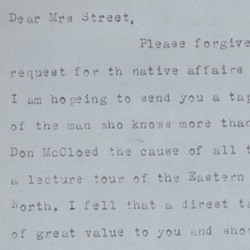 Dear Mrs Street,
Please forgive
request for th native affairs
I am hoping to send you a tap
of the man who knows more than
Don McCloed the cause of all t
a lecture tour of the Eastern
North. I fell that a direct ta
of great value to you and sho